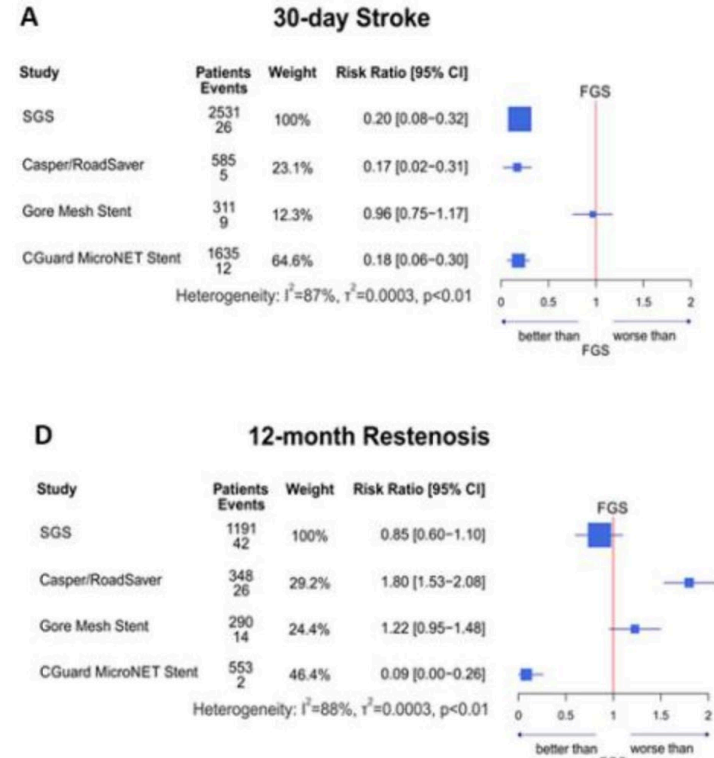 A
30-day Stroke
Study Patients Events Weight Risk Ratio [95% CI]
FGS
SGS 2531 26 100% 0.20 [0.08−0.32]
Casper/RoadSaver 585 5 23.1% 0.17 [0.02−0.31]
Gore Mesh Stent 311 9 12.3% 0.96 [0.75−1.17]
CGuard MicroNET Stent 1635 12 64.6% 0.18 [0.06−0.30]
Heterogeneity: I²=87%, τ²=0.0003, p<0.01
0 0.5 1 1.5 2
better than worse than
FGS
D
12-month Restenosis
Study Patients Events Weight Risk Ratio [95% CI]
FGS
SGS 1191 42 100% 0.85 [0.60−1.10]
Casper/RoadSaver 348 26 29.2% 1.80 [1.53−2.08]
Gore Mesh Stent 290 14 24.4% 1.22 [0.95−1.48]
CGuard MicroNET Stent 553 2 46.4% 0.09 [0.00−0.26]
Heterogeneity: I²=88%, τ²=0.0003, p<0.01
0 0.5 1 1.5 2
better than worse than